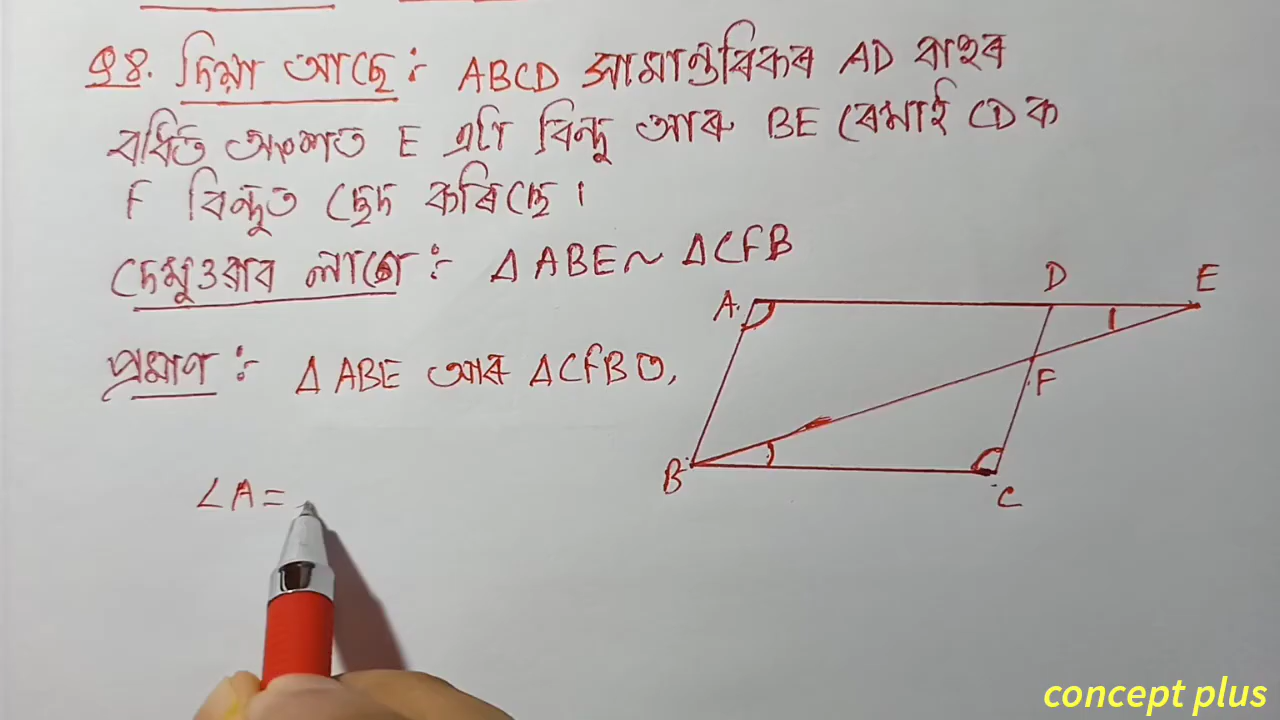 Q8. দিয়া আছে :- ABCD সামান্তৰিকৰ AD বাহুৰ
বৰ্ধিত অংশত E এটা বিন্দু আৰু BE ৰেখাই CD ক
F বিন্দুত ছেদ কৰিছে।
দেখুওৱাব লাগে :- Δ ABE ~ Δ CFB
প্ৰমাণ :- Δ ABE আৰু Δ CFB ত,
∠A =
A
D
E
F
B
C
concept plus